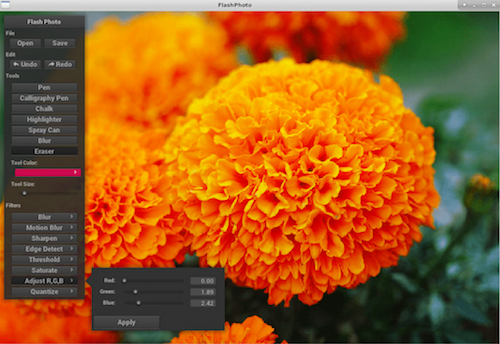 FlashPhoto
Flash Photo
File
Open Save
Edit
Undo Redo
Tools
Pen
Calligraphy Pen
Chalk
Highlighter
Spray Can
Blur
Eraser
Tool Color:
Tool Size:
Filters
Blur
Motion Blur
Sharpen
Edge Detect
Threshold
Saturate
Adjust R,G,B
Quantize
Red: 0.00
Green: 1.89
Blue: 2.42
Apply